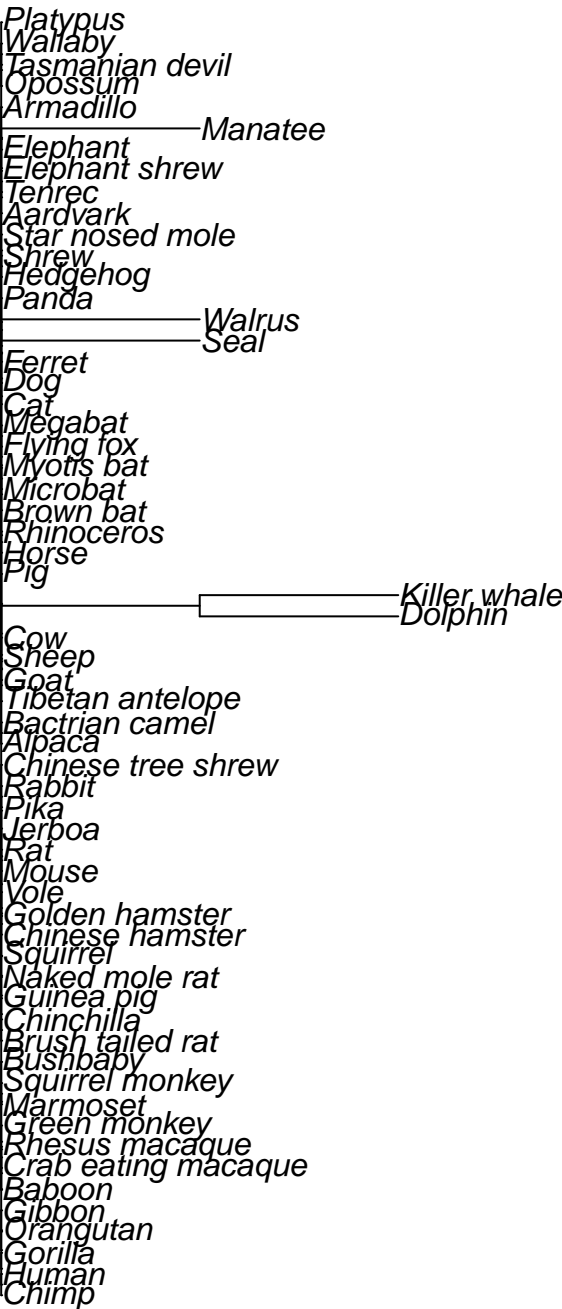 Platypus
Wallaby
Tasmanian devil
Opossum
Armadillo
Manatee
Elephant
Elephant shrew
Tenrec
Aardvark
Star nosed mole
Shrew
Hedgehog
Panda
Walrus
Seal
Ferret
Dog
Cat
Megabat
Flying fox
Myotis bat
Microbat
Brown bat
Rhinoceros
Horse
Pig
Killer whale
Dolphin
Cow
Sheep
Goat
Tibetan antelope
Bactrian camel
Alpaca
Chinese tree shrew
Rabbit
Pika
Jerboa
Rat
Mouse
Vole
Golden hamster
Chinese hamster
Squirrel
Naked mole rat
Guinea pig
Chinchilla
Brush tailed rat
Bushbaby
Squirrel monkey
Marmoset
Green monkey
Rhesus macaque
Crab eating macaque
Baboon
Gibbon
Orangutan
Gorilla
Human
Chimp